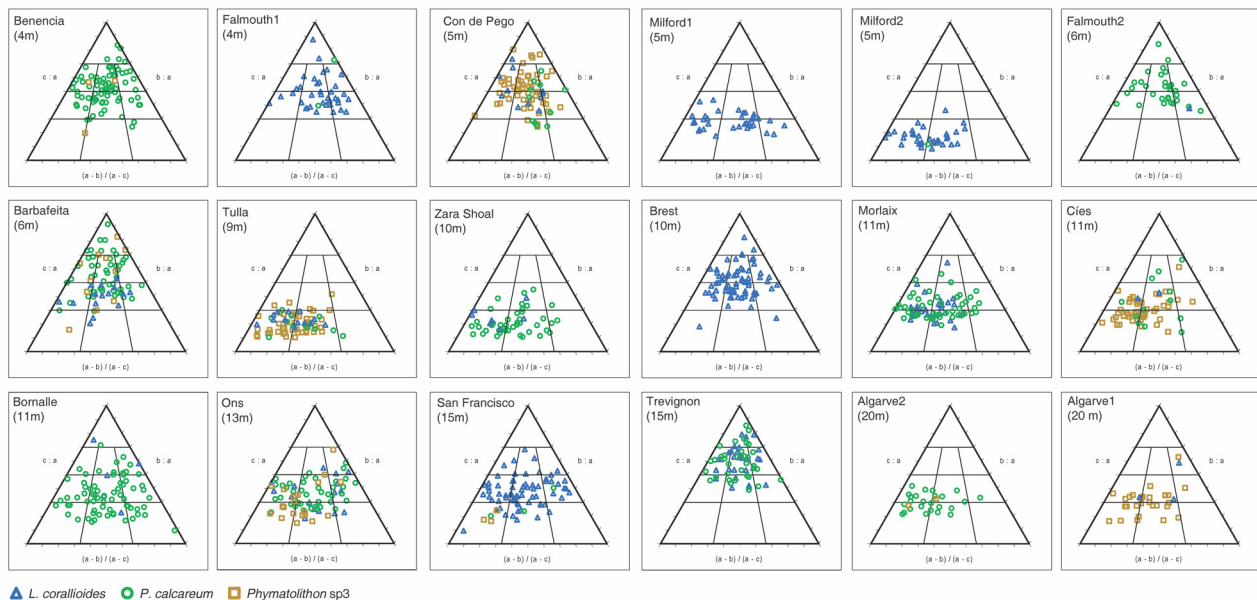 Benencia
(4m)
c : a
b : a
(a - b) / (a - c)
Falmouth1
(4m)
c : a
b : a
(a - b) / (a - c)
Con de Pego
(5m)
c : a
b : a
(a - b) / (a - c)
Milford1
(5m)
c : a
b : a
(a - b) / (a - c)
Milford2
(5m)
c : a
b : a
(a - b) / (a - c)
Falmouth2
(6m)
c : a
b : a
(a - b) / (a - c)
Barbafeita
(6m)
c : a
b : a
(a - b) / (a - c)
Tulla
(9m)
c : a
b : a
(a - b) / (a - c)
Zara Shoal
(10m)
c : a
b : a
(a - b) / (a - c)
Brest
(10m)
c : a
b : a
(a - b) / (a - c)
Morlaix
(11m)
c : a
b : a
(a - b) / (a - c)
Cíes
(11m)
c : a
b : a
(a - b) / (a - c)
Bornalle
(11m)
c : a
b : a
(a - b) / (a - c)
Ons
(13m)
c : a
b : a
(a - b) / (a - c)
San Francisco
(15m)
c : a
b : a
(a - b) / (a - c)
Trevignon
(15m)
c : a
b : a
(a - b) / (a - c)
Algarve2
(20m)
c : a
b : a
(a - b) / (a - c)
Algarve1
(20 m)
c : a
b : a
(a - b) / (a - c)
L. corallioides P. calcareum Phymatolithon sp3